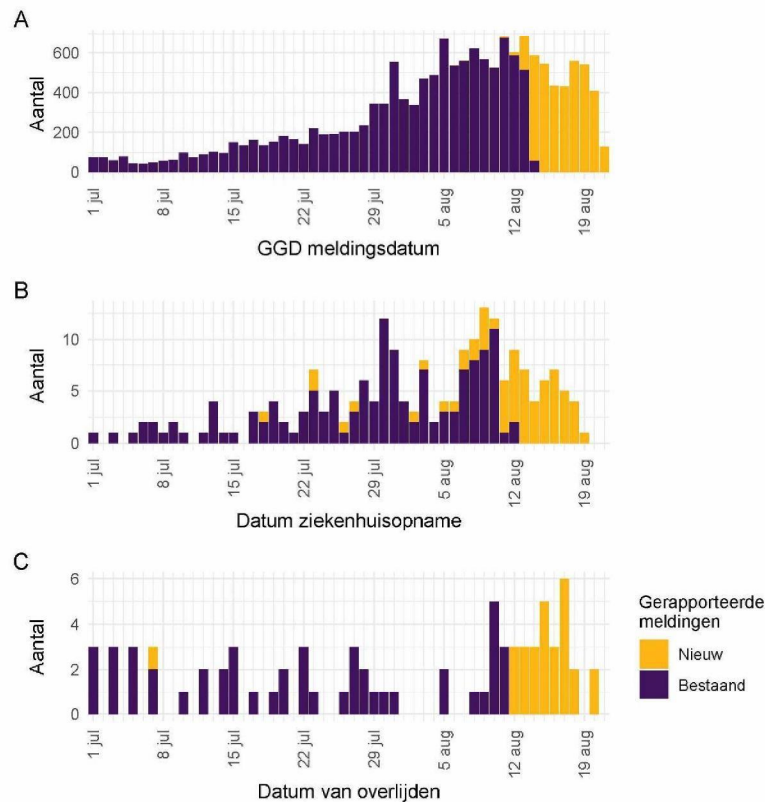 A
Aantal
600
400
200
0
1 jul
8 jul
15 jul
22 jul
29 jul
5 aug
12 aug
19 aug
GGD meldingsdatum
B
Aantal
10
5
0
1 jul
8 jul
15 jul
22 jul
29 jul
5 aug
12 aug
19 aug
Datum ziekenhuisopname
C
Aantal
6
4
2
0
1 jul
8 jul
15 jul
22 jul
29 jul
5 aug
12 aug
19 aug
Datum van overlijden
Gerapporteerde
meldingen
Nieuw
Bestaand